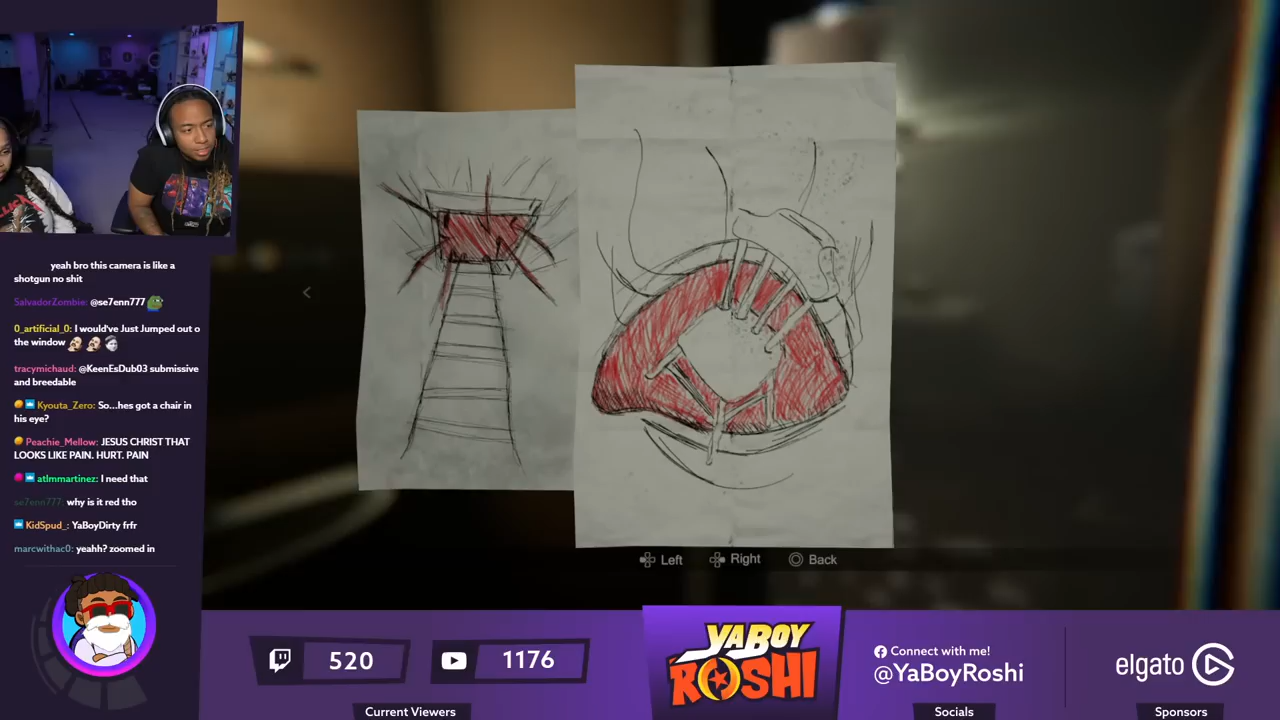 yeah bro this camera is like a
shotgun no shit
SalvadorZombie: @se7enn777
0_artificial_0: I would've Just Jumped out o
the window
tracymichaud: @KeenEsDub03 submissive
and breedable
Kyouta_Zero: So...hes got a chair in
his eye?
Peachie_Mellow: JESUS CHRIST THAT
LOOKS LIKE PAIN. HURT. PAIN
atlmmartinez: I need that
se7enn777: why is it red tho
KidSpud_: YaBoyDirty frfr
marcwithac0: yeahh? zoomed in
Left Right Back
520
1176
Current Viewers
YABOY
ROSHI
Connect with me!
@YaBoyRoshi
Socials
elgato
Sponsors